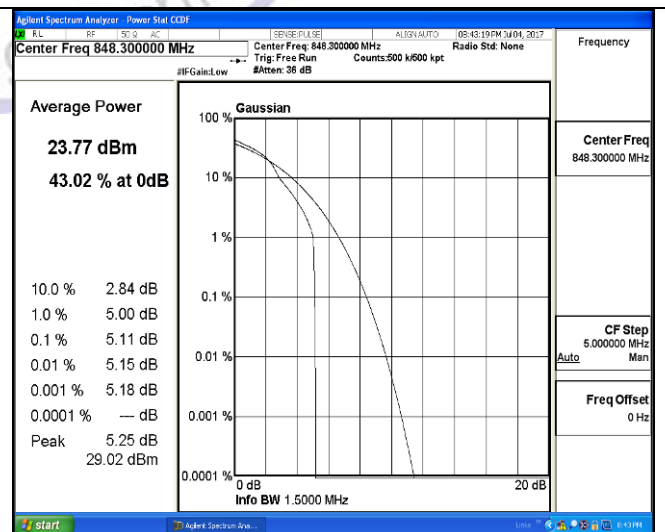 Agilent Spectrum Analyzer - Power Stat CCDF
RL RF 50 Ω AC SENSE:PULSE ALIGN AUTO 08:43:19 PM Jul 04, 2017
Center Freq 848.300000 MHz
Center Freq: 848.300000 MHz Radio Std: None
Trig: Free Run Counts:500 k/500 kpt
#IFGain:Low #Atten: 36 dB
Frequency
Average Power
23.77 dBm
43.02 % at 0dB
10.0 % 2.84 dB
1.0 % 5.00 dB
0.1 % 5.11 dB
0.01 % 5.15 dB
0.001 % 5.18 dB
0.0001 % --- dB
Peak 5.25 dB
29.02 dBm
Gaussian
100 %
10 %
1 %
0.1 %
0.01 %
0.001 %
0.0001 %
0 dB 20 dB
Info BW 1.5000 MHz
Center Freq
848.300000 MHz
CF Step
5.000000 MHz
Auto Man
Freq Offset
0 Hz
start Agilent Spectrum Ana... Links 8:43 PM